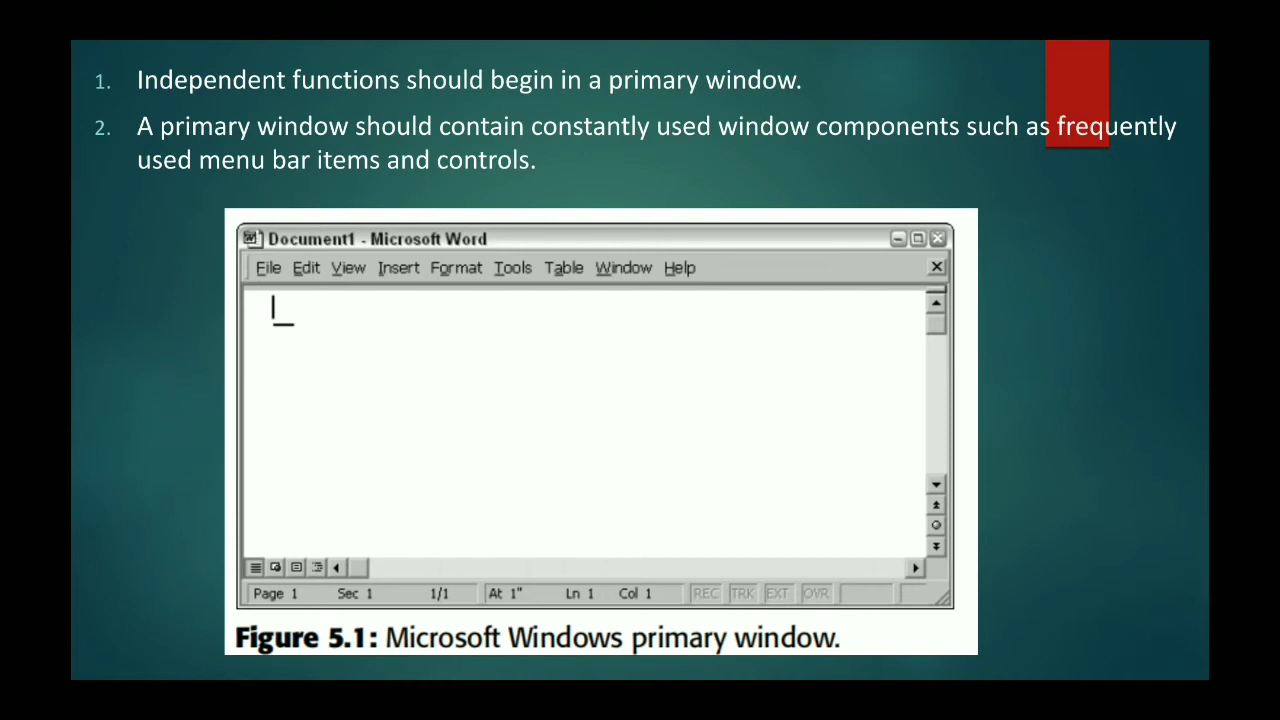 1. Independent functions should begin in a primary window.
2. A primary window should contain constantly used window components such as frequently
used menu bar items and controls.
Document1 - Microsoft Word
File Edit View Insert Format Tools Table Window Help
Page 1 Sec 1 1/1 At 1" Ln 1 Col 1 REC TRK EXT OVR
Figure 5.1: Microsoft Windows primary window.